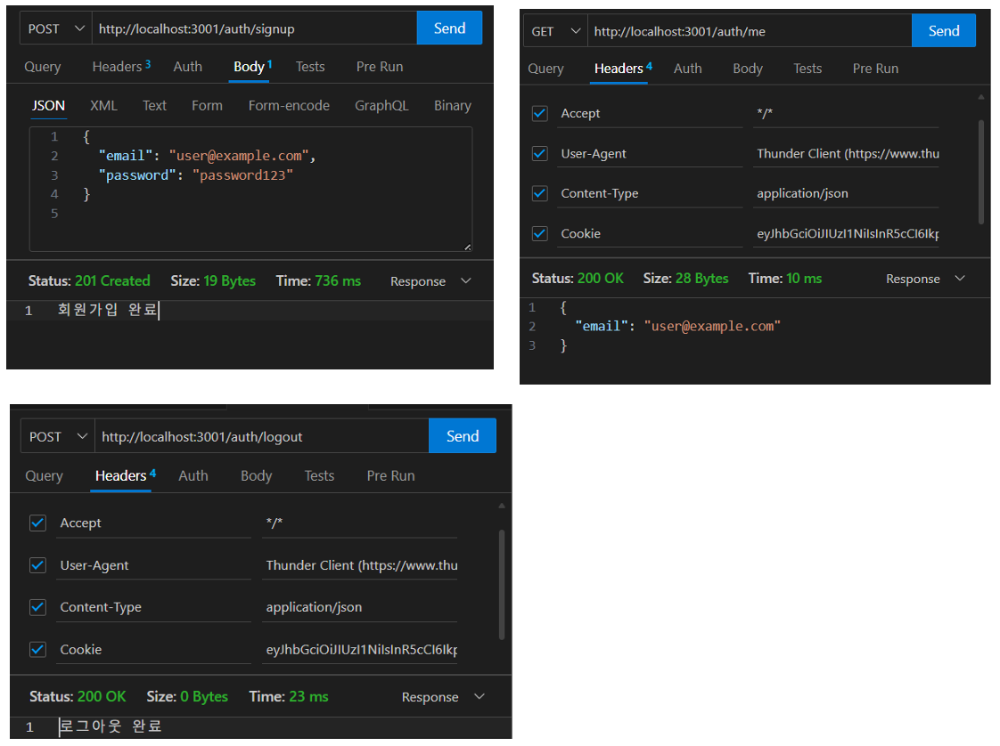 POST http://localhost:3001/auth/signup Send
Query Headers 3 Auth Body 1 Tests Pre Run
JSON XML Text Form Form-encode GraphQL Binary
1 {
2 "email": "user@example.com",
3 "password": "password123"
4 }
5
Status: 201 Created Size: 19 Bytes Time: 736 ms Response
1 회원가입 완료
GET http://localhost:3001/auth/me Send
Query Headers 4 Auth Body Tests Pre Run
Accept */*
User-Agent Thunder Client (https://www.thu
Content-Type application/json
Cookie eyJhbGciOiJIUzI1NiIsInR5cCI6Ikp
Status: 200 OK Size: 28 Bytes Time: 10 ms Response
1 {
2 "email": "user@example.com"
3 }
POST http://localhost:3001/auth/logout Send
Query Headers 4 Auth Body Tests Pre Run
Accept */*
User-Agent Thunder Client (https://www.thu
Content-Type application/json
Cookie eyJhbGciOiJIUzI1NiIsInR5cCI6Ikp
Status: 200 OK Size: 0 Bytes Time: 23 ms Response
1 로그아웃 완료